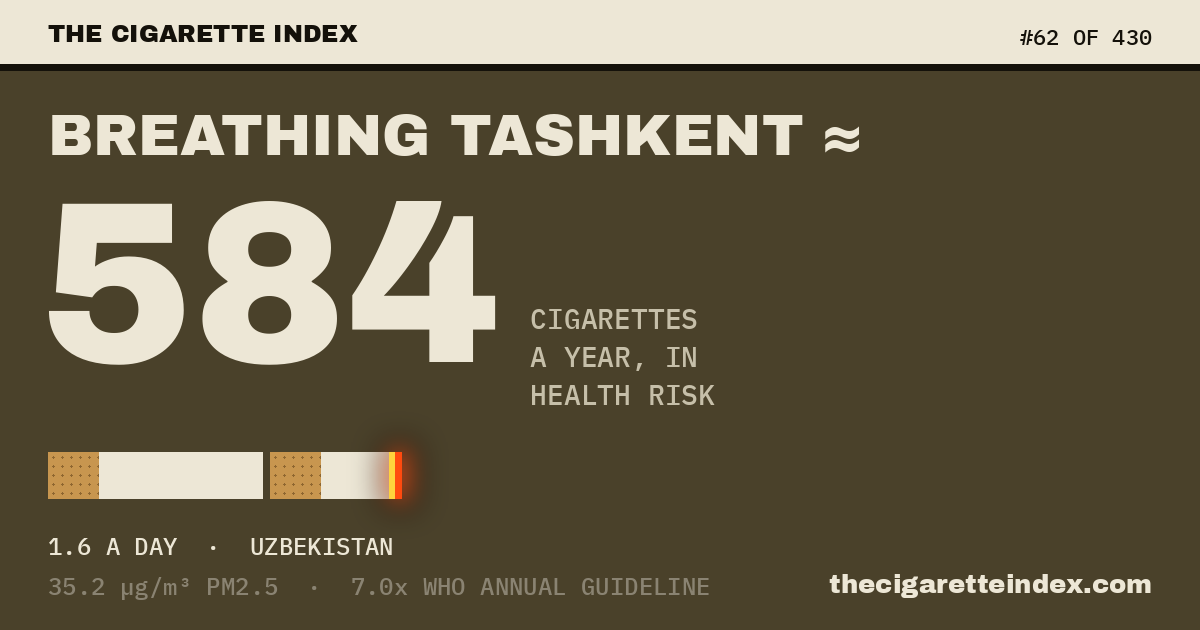 THE CIGARETTE INDEX
#62 OF 430
BREATHING TASHKENT ≈
584
CIGARETTES
A YEAR, IN
HEALTH RISK
1.6 A DAY · UZBEKISTAN
35.2 µg/m³ PM2.5 · 7.0x WHO ANNUAL GUIDELINE
thecigaretteindex.com